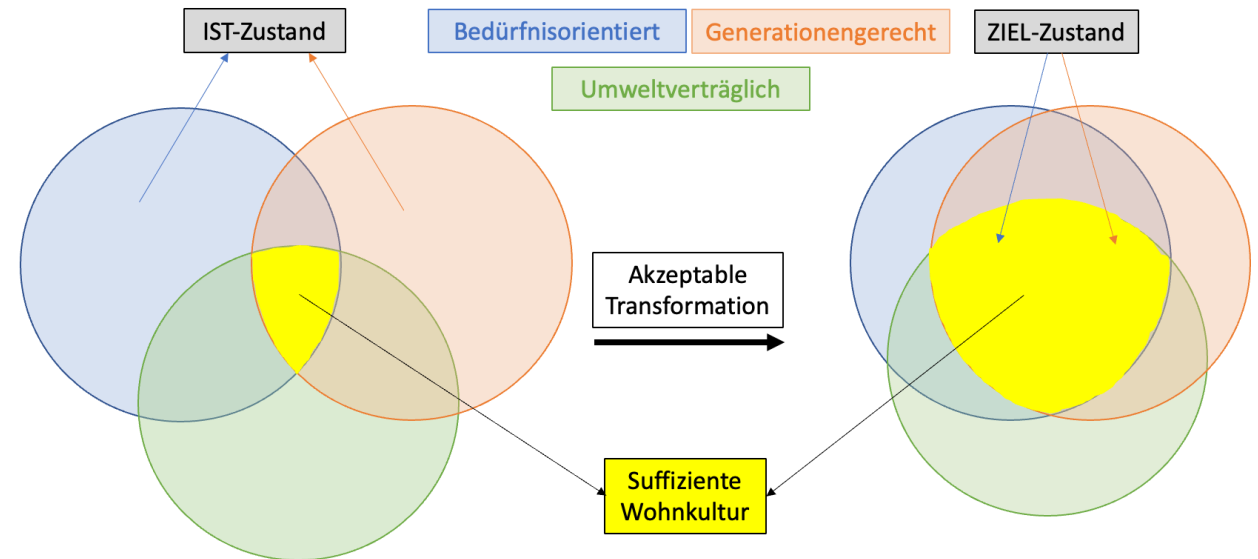 IST-Zustand
Bedürfnisorientiert
Generationengerecht
ZIEL-Zustand
Umweltverträglich
Akzeptable
Transformation
Suffiziente
Wohnkultur